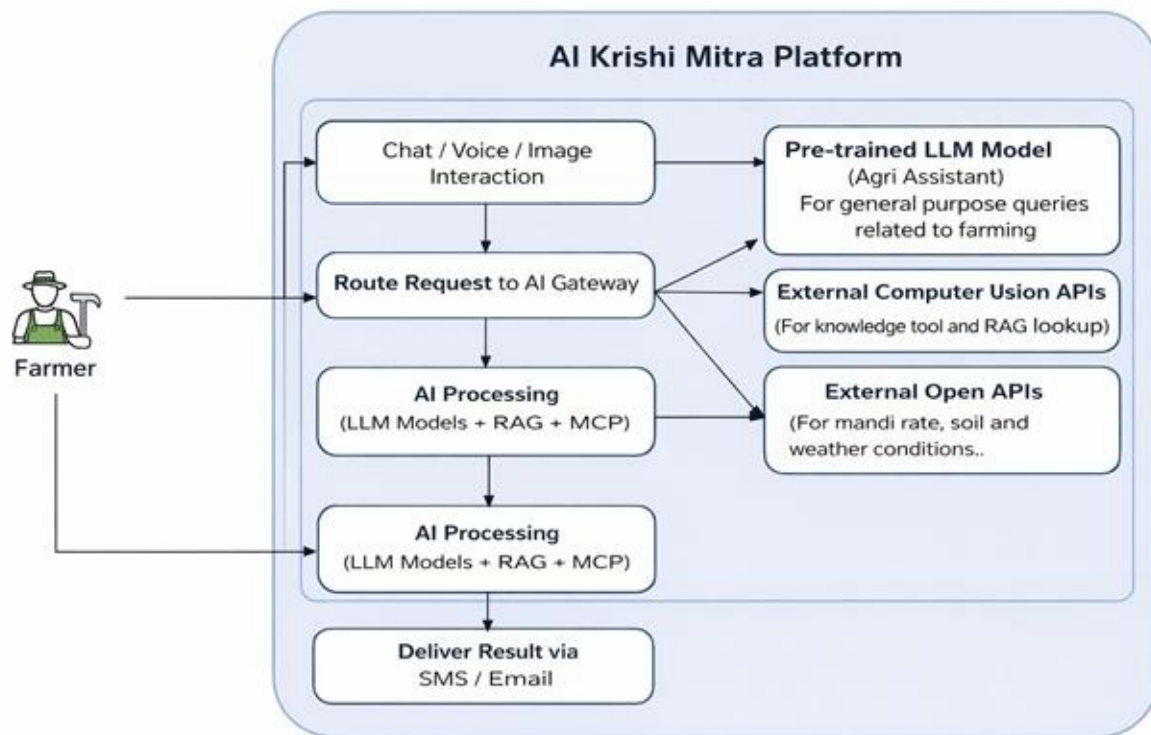 AI Krishi Mitra Platform
Farmer
Chat / Voice / Image
Interaction
Route Request to AI Gateway
AI Processing
(LLM Models + RAG + MCP)
AI Processing
(LLM Models + RAG + MCP)
Deliver Result via
SMS / Email
Pre-trained LLM Model
(Agri Assistant)
For general purpose queries
related to farming
External Computer Usion APIs
(For knowledge tool and RAG lookup)
External Open APIs
(For mandi rate, soil and
weather conditions..